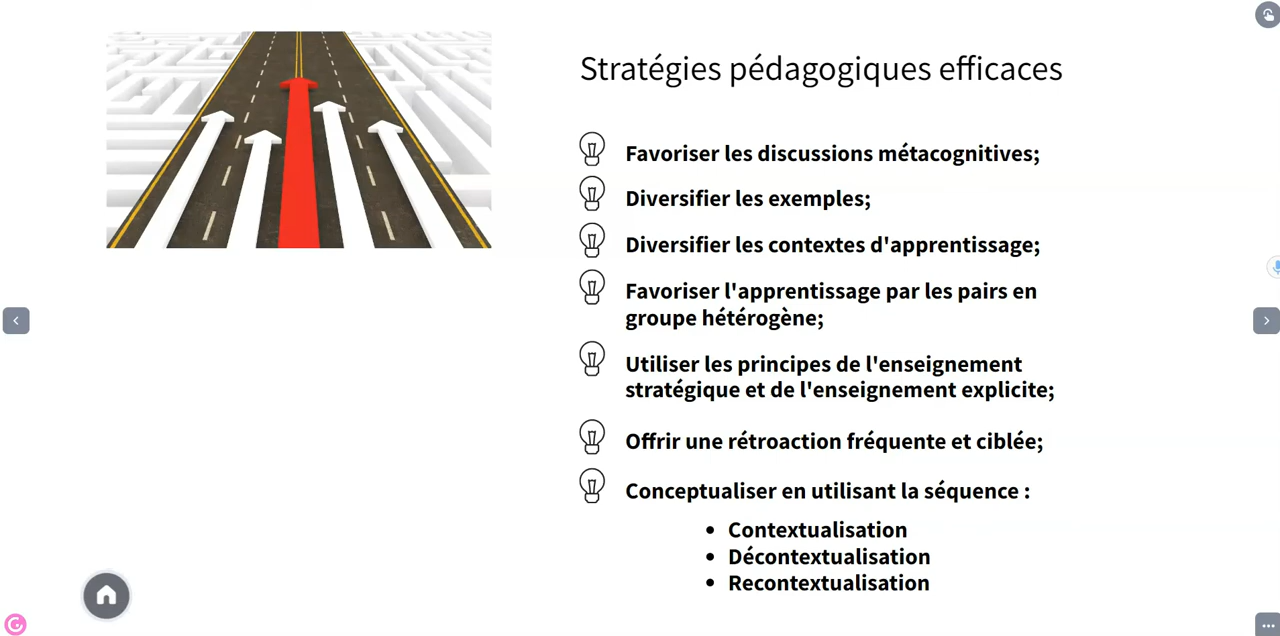 Stratégies pédagogiques efficaces
Favoriser les discussions métacognitives;
Diversifier les exemples;
Diversifier les contextes d'apprentissage;
Favoriser l'apprentissage par les pairs en
groupe hétérogène;
Utiliser les principes de l'enseignement
stratégique et de l'enseignement explicite;
Offrir une rétroaction fréquente et ciblée;
Conceptualiser en utilisant la séquence :
• Contextualisation
• Décontextualisation
• Recontextualisation